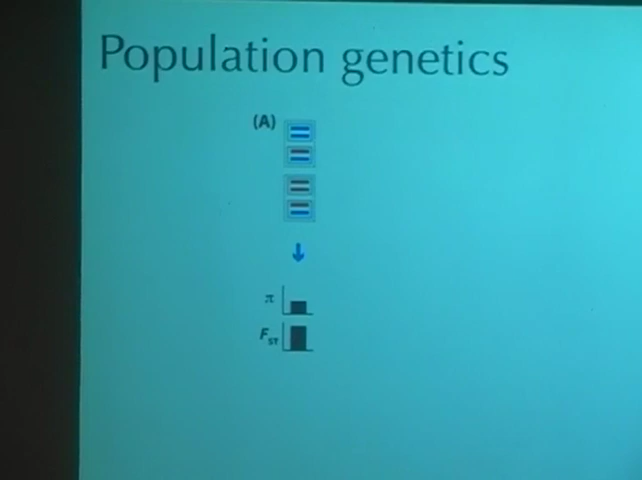 Population genetics
(A)
π
FST